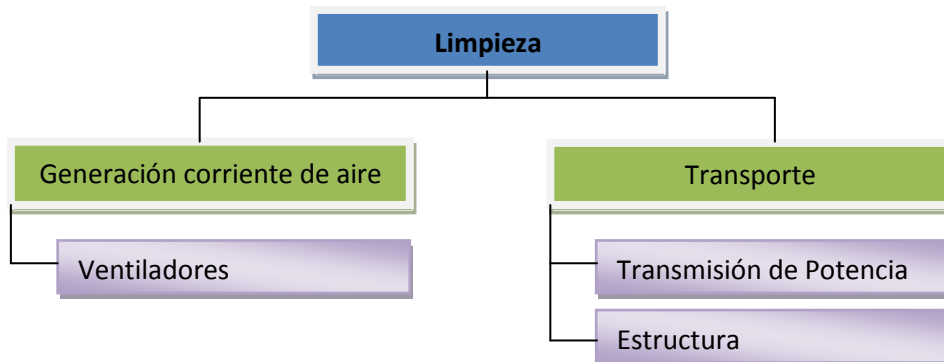 Limpieza
Generación corriente de aire
Ventiladores
Transporte
Transmisión de Potencia
Estructura